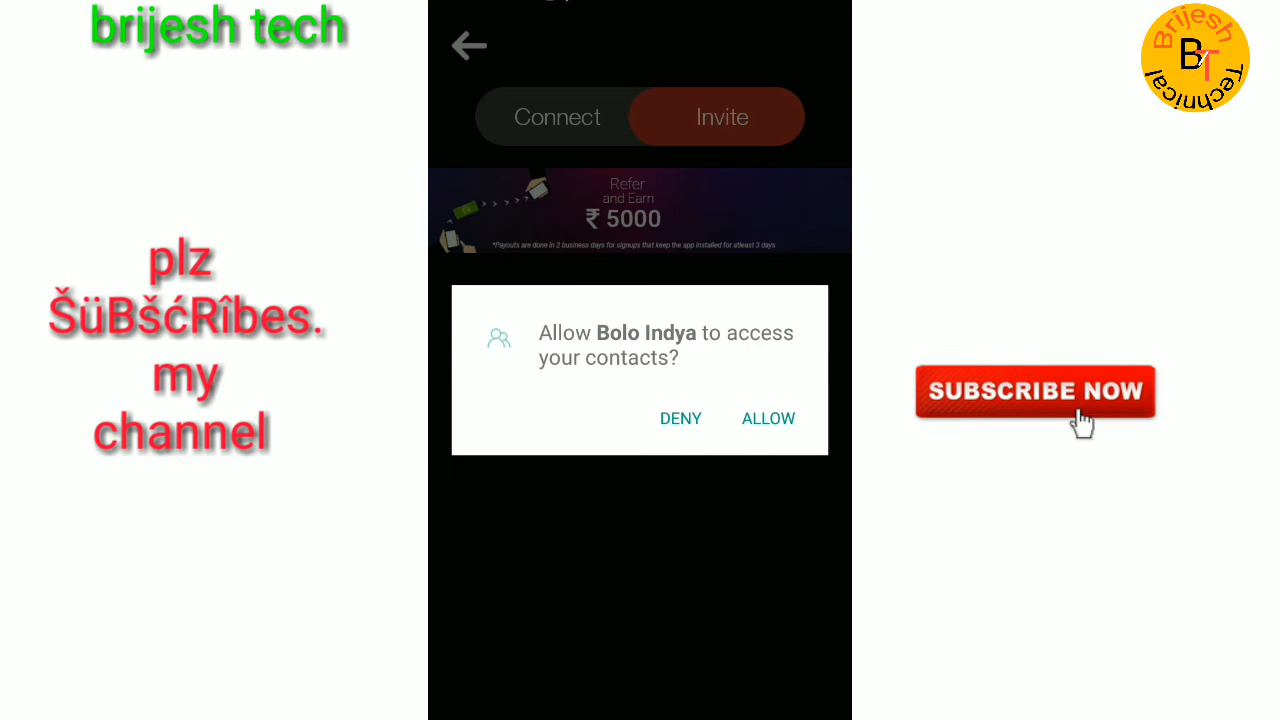 brijesh tech
Brijesh
BT
Technical
Connect
Invite
Refer
and Earn
₹ 5000
*Payouts are done in 2 business days for signups that keep the app installed for atleast 3 days
plz
ŠüBšćRîbes.
my
channel
Allow Bolo Indya to access
your contacts?
DENY
ALLOW
SUBSCRIBE NOW